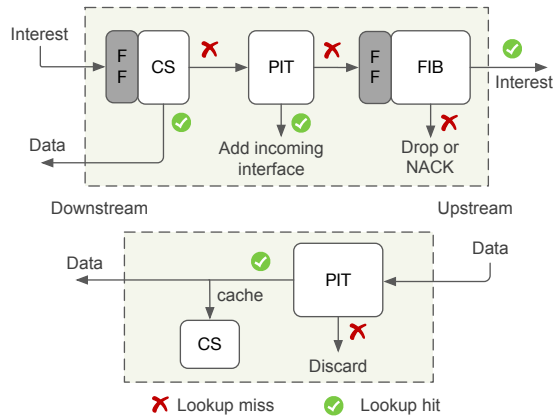 Interest
F
F
CS
PIT
F
F
FIB
Interest
Data
Add incoming
interface
Drop or
NACK
Downstream
Upstream
Data
Data
cache
PIT
CS
Discard
Lookup miss
Lookup hit